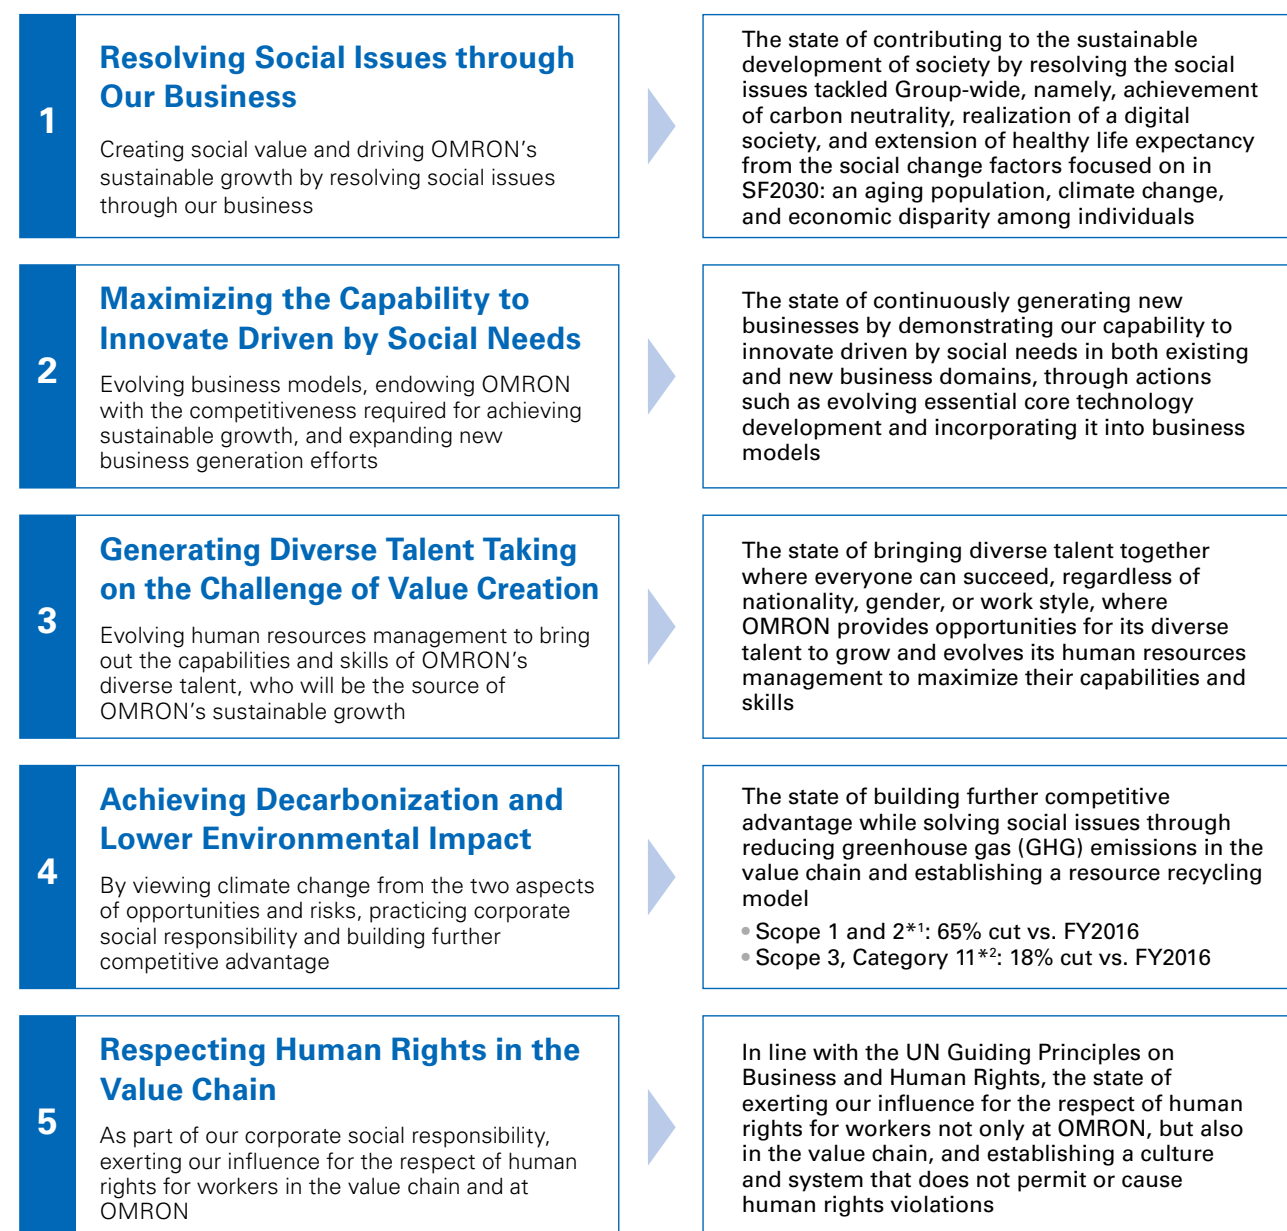 1
Resolving Social Issues through
Our Business
Creating social value and driving OMRON’s
sustainable growth by resolving social issues
through our business
The state of contributing to the sustainable
development of society by resolving the social
issues tackled Group-wide, namely, achievement
of carbon neutrality, realization of a digital
society, and extension of healthy life expectancy
from the social change factors focused on in
SF2030: an aging population, climate change,
and economic disparity among individuals
2
Maximizing the Capability to
Innovate Driven by Social Needs
Evolving business models, endowing OMRON
with the competitiveness required for achieving
sustainable growth, and expanding new
business generation efforts
The state of continuously generating new
businesses by demonstrating our capability to
innovate driven by social needs in both existing
and new business domains, through actions
such as evolving essential core technology
development and incorporating it into business
models
3
Generating Diverse Talent Taking
on the Challenge of Value Creation
Evolving human resources management to bring
out the capabilities and skills of OMRON’s
diverse talent, who will be the source of
OMRON’s sustainable growth
The state of bringing diverse talent together
where everyone can succeed, regardless of
nationality, gender, or work style, where
OMRON provides opportunities for its diverse
talent to grow and evolves its human resources
management to maximize their capabilities and
skills
4
Achieving Decarbonization and
Lower Environmental Impact
By viewing climate change from the two aspects
of opportunities and risks, practicing corporate
social responsibility and building further
competitive advantage
The state of building further competitive
advantage while solving social issues through
reducing greenhouse gas (GHG) emissions in the
value chain and establishing a resource recycling
model
• Scope 1 and 2*1: 65% cut vs. FY2016
• Scope 3, Category 11*2: 18% cut vs. FY2016
5
Respecting Human Rights in the
Value Chain
As part of our corporate social responsibility,
exerting our influence for the respect of human
rights for workers in the value chain and at
OMRON
In line with the UN Guiding Principles on
Business and Human Rights, the state of
exerting our influence for the respect of human
rights for workers not only at OMRON, but also
in the value chain, and establishing a culture
and system that does not permit or cause
human rights violations